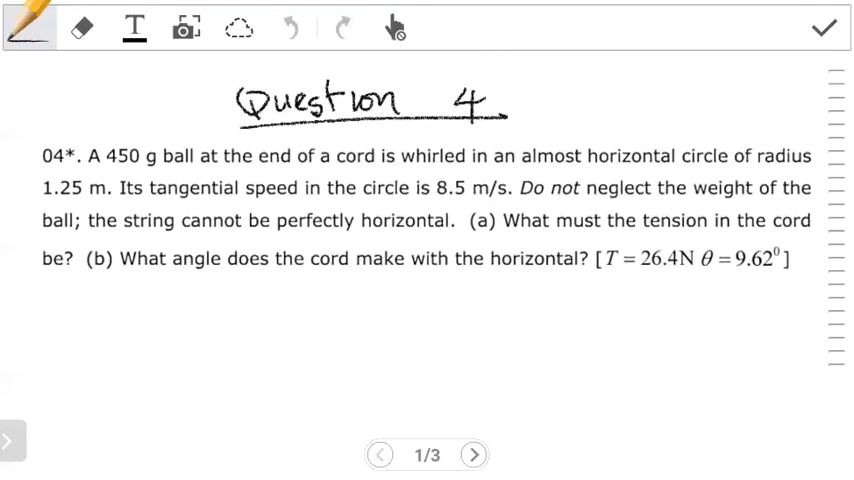 T
Question 4
04*. A 450 g ball at the end of a cord is whirled in an almost horizontal circle of radius
1.25 m. Its tangential speed in the circle is 8.5 m/s. Do not neglect the weight of the
ball; the string cannot be perfectly horizontal. (a) What must the tension in the cord
be? (b) What angle does the cord make with the horizontal? [T = 26.4N θ = 9.62⁰]
1/3